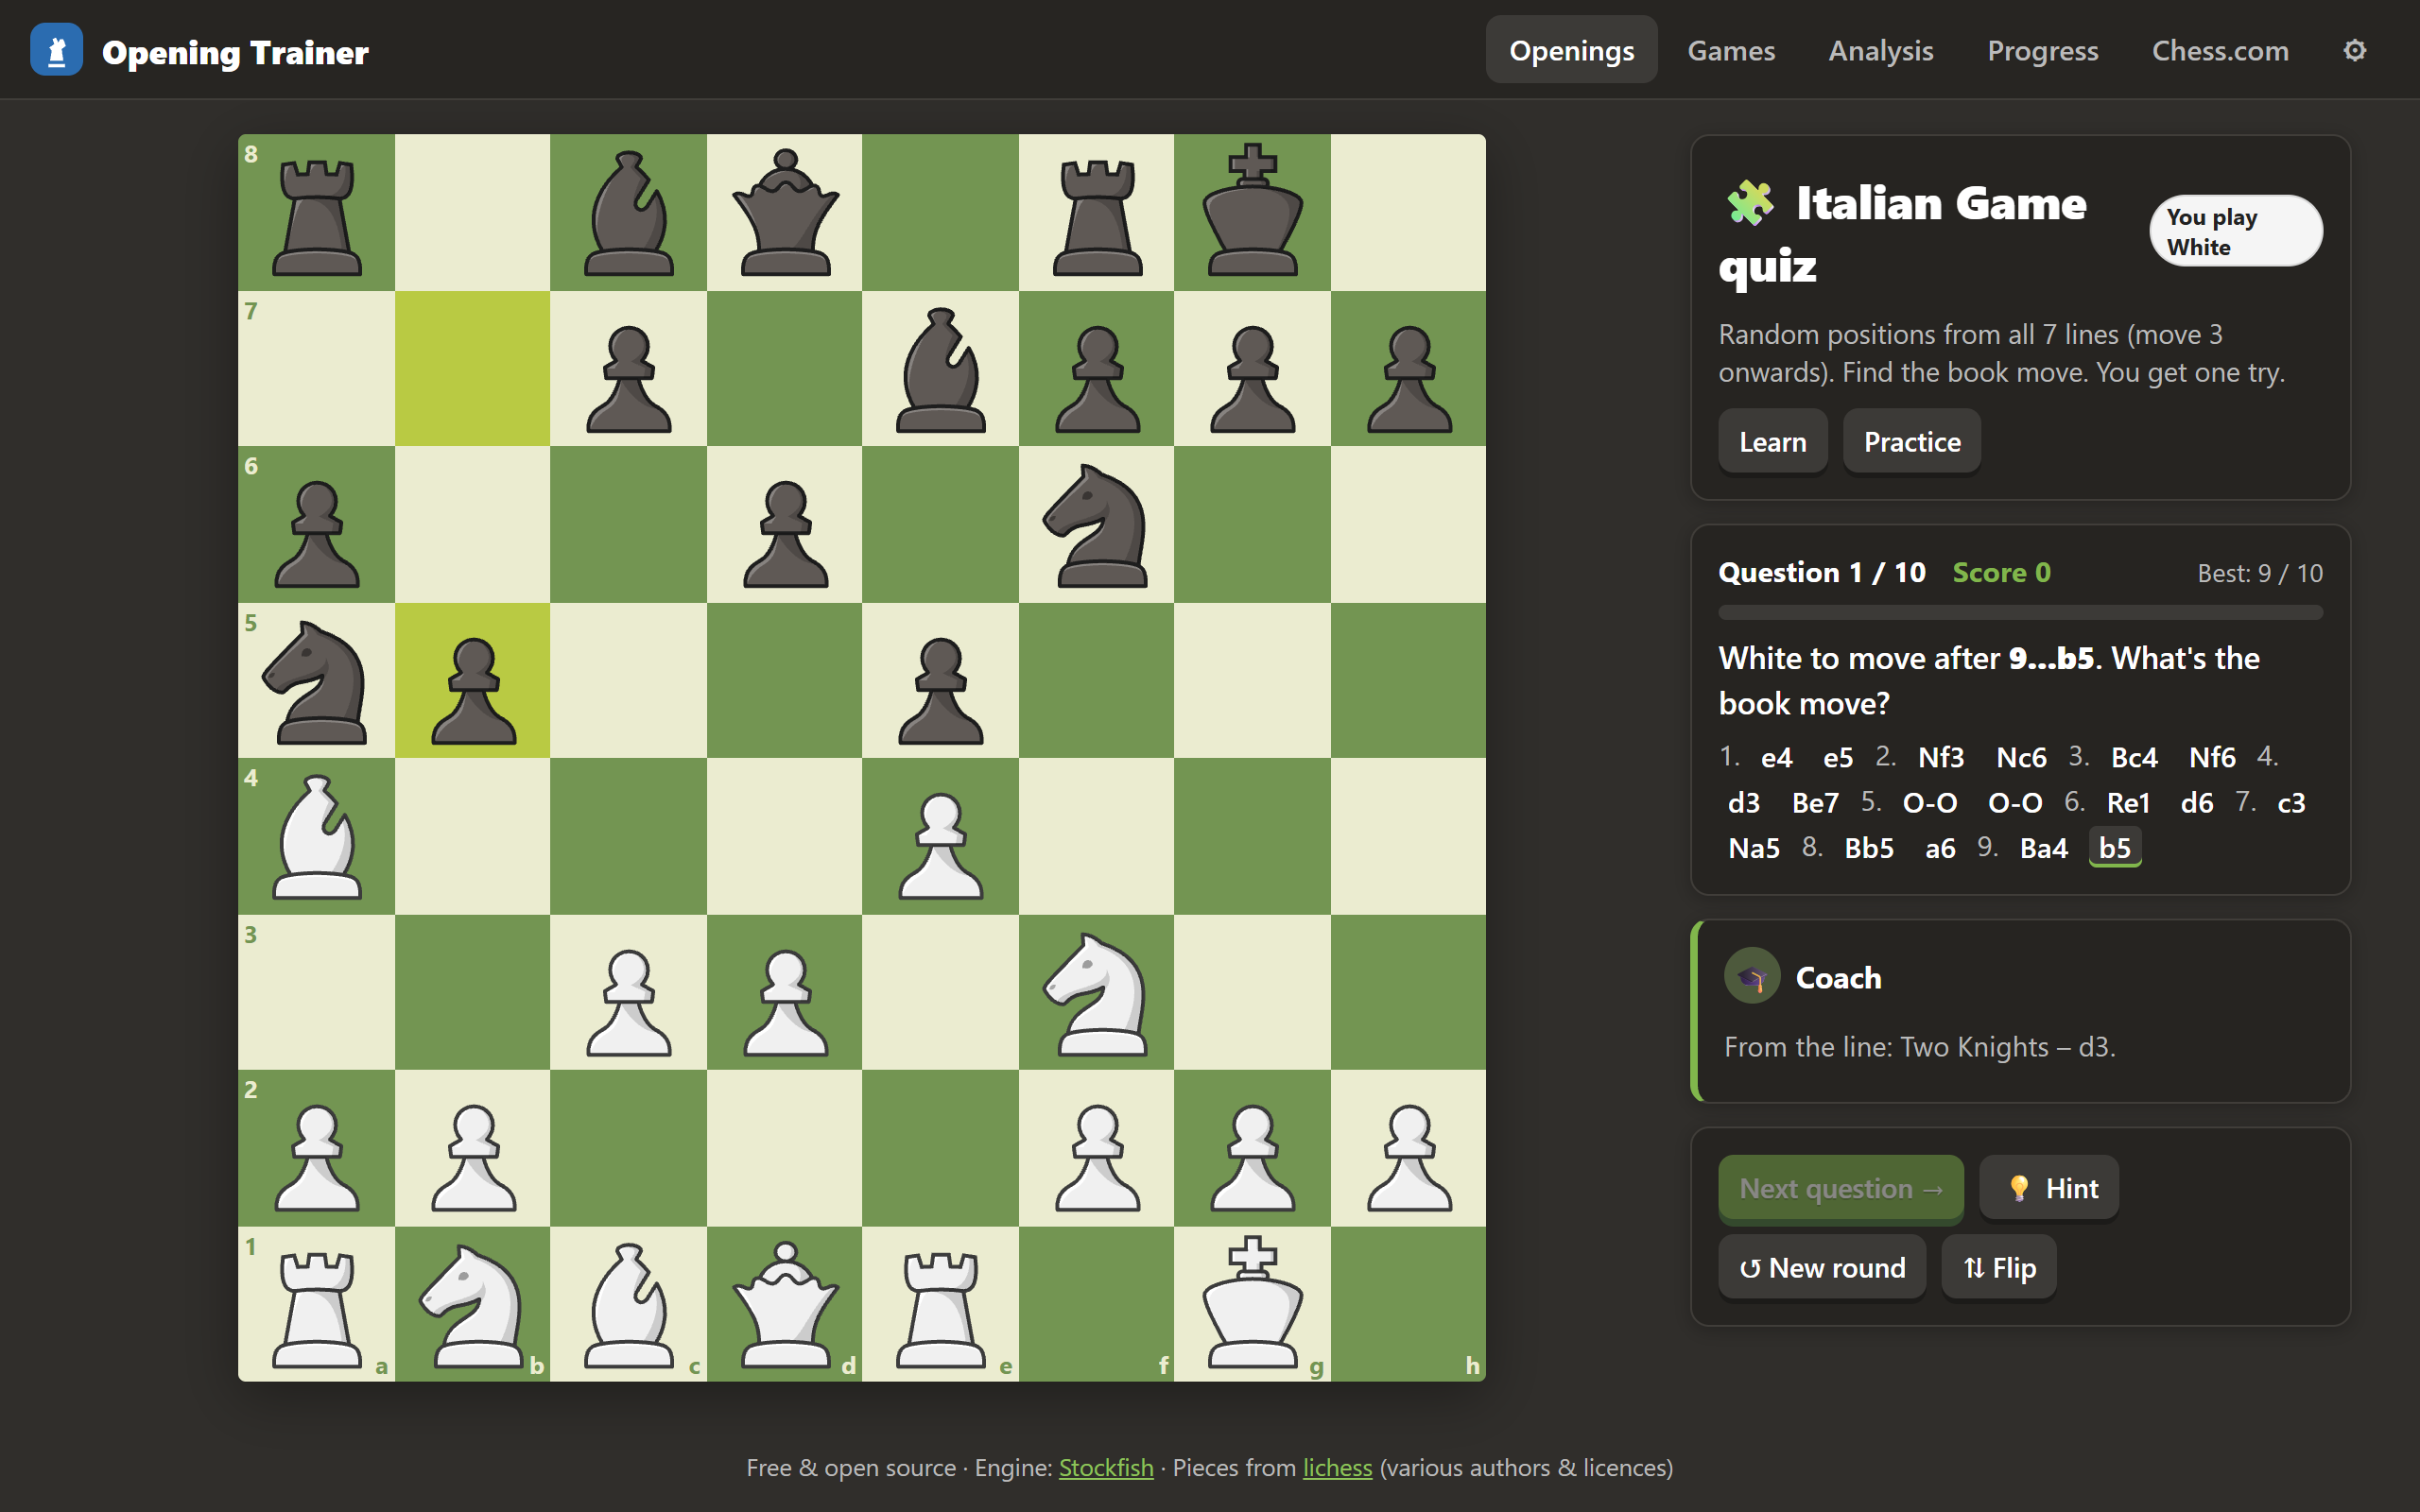 Opening Trainer
Openings Games Analysis Progress Chess.com
8
7
6
5
4
3
2
1
a b c d e f g h
Italian Game
quiz
You play
White
Random positions from all 7 lines (move 3
onwards). Find the book move. You get one try.
Learn Practice
Question 1 / 10 Score 0 Best: 9 / 10
White to move after 9...b5. What's the
book move?
1. e4 e5 2. Nf3 Nc6 3. Bc4 Nf6 4.
d3 Be7 5. O-O O-O 6. Re1 d6 7. c3
Na5 8. Bb5 a6 9. Ba4 b5
Coach
From the line: Two Knights – d3.
Next question → Hint
↺ New round ⇅ Flip
Free & open source · Engine: Stockfish · Pieces from lichess (various authors & licences)